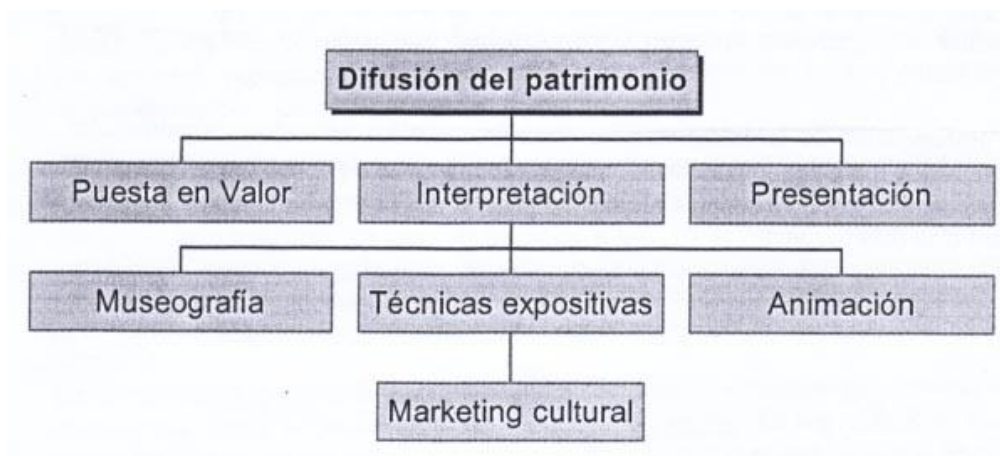 Difusión del patrimonio
Puesta en Valor
Interpretación
Presentación
Museografía
Técnicas expositivas
Animación
Marketing cultural